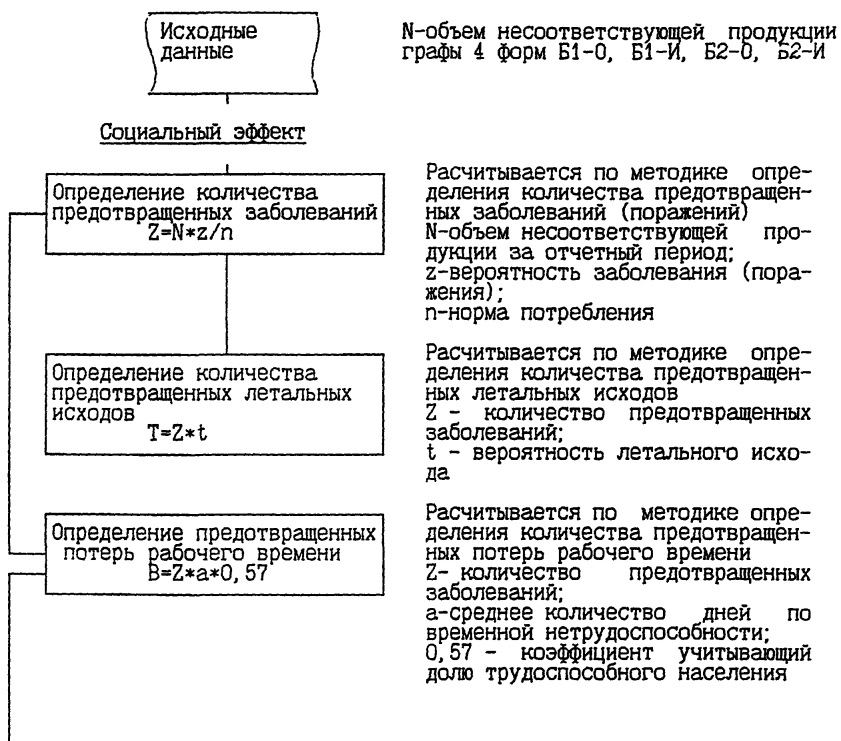 Исходные
данные
N-объем несоответствующей продукции
графы 4 форм Б1-О, Б1-И, Б2-О, Б2-И
Социальный эффект
Определение количества
предотвращенных заболеваний
Z=N*z/n
Расчитывается по методике опре-
деления количества предотвращен-
ных заболеваний (поражений)
N-объем несоответствующей про-
дукции за отчетный период;
z-вероятность заболевания (пора-
жения);
n-норма потребления
Определение количества
предотвращенных летальных
исходов
T=Z*t
Расчитывается по методике опре-
деления количества предотвращен-
ных летальных исходов
Z - количество предотвращенных
заболеваний;
t - вероятность летального исхо-
да
Определение предотвращенных
потерь рабочего времени
B=Z*a*0,57
Расчитывается по методике опре-
деления количества предотвращен-
ных потерь рабочего времени
Z- количество предотвращенных
заболеваний;
а-среднее количество дней по
временной нетрудоспособности;
0,57 - коэффициент учитывающий
долю трудоспособного населения